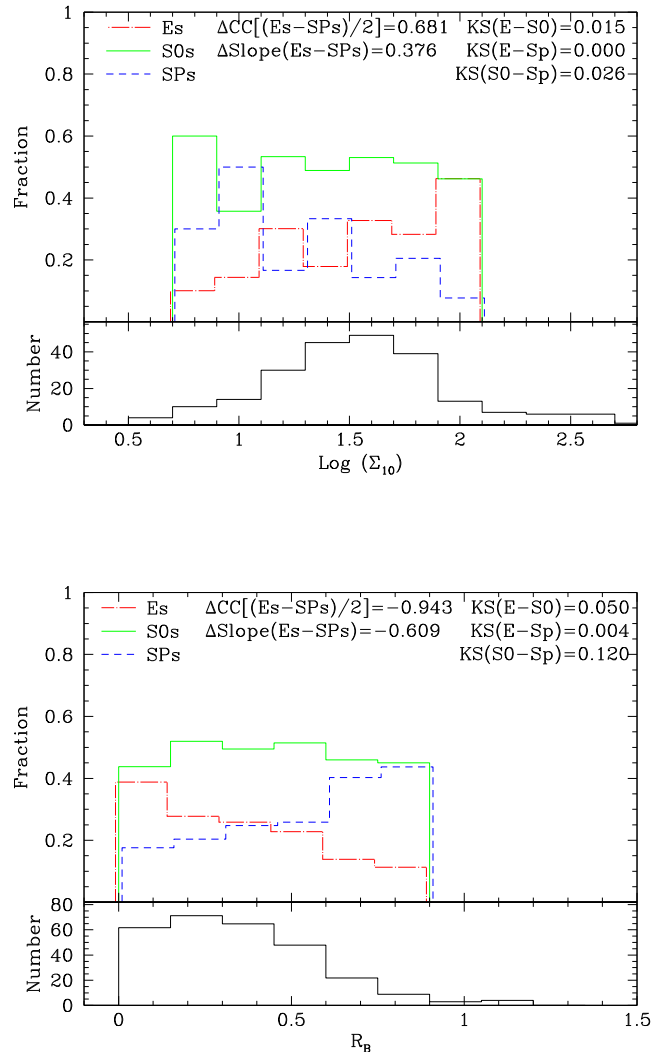 Es ΔCC[(Es−SPs)/2]=0.681 KS(E−S0)=0.015
S0s ΔSlope(Es−SPs)=0.376 KS(E−Sp)=0.000
SPs KS(S0−Sp)=0.026
1
0.8
0.6
0.4
0.2
Fraction
40
20
0
Number
0.5 1 1.5 2 2.5
Log (Σ₁₀)
Es ΔCC[(Es−SPs)/2]=−0.943 KS(E−S0)=0.050
S0s ΔSlope(Es−SPs)=−0.609 KS(E−Sp)=0.004
SPs KS(S0−Sp)=0.120
1
0.8
0.6
0.4
0.2
Fraction
80
60
40
20
0
Number
0 0.5 1 1.5
R_B